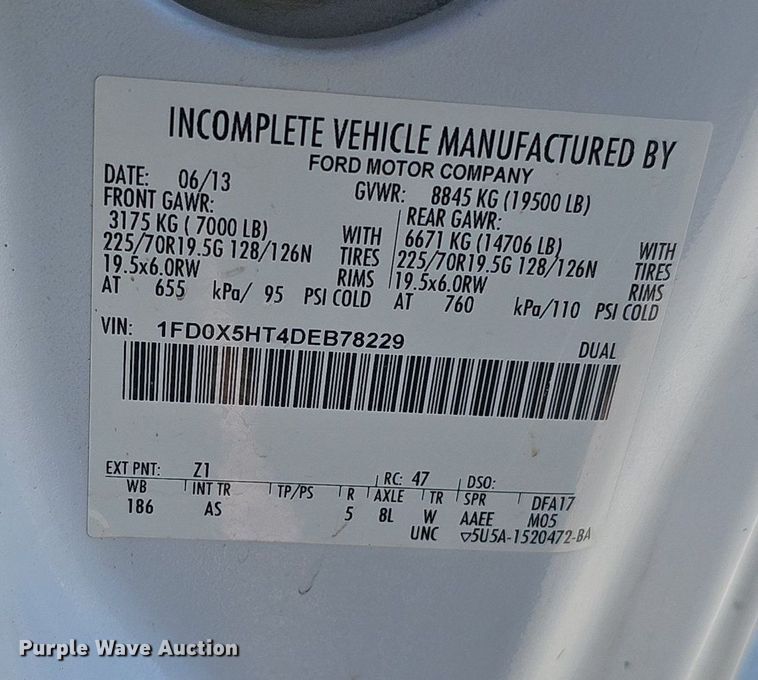 INCOMPLETE VEHICLE MANUFACTURED BY
FORD MOTOR COMPANY
DATE: 06/13 GVWR: 8845 KG (19500 LB)
FRONT GAWR: REAR GAWR:
3175 KG ( 7000 LB) WITH 6671 KG (14706 LB) WITH
225/70R19.5G 128/126N TIRES 225/70R19.5G 128/126N TIRES
19.5x6.0RW RIMS 19.5x6.0RW RIMS
AT 655 kPa/ 95 PSI COLD AT 760 kPa/110 PSI COLD
VIN: 1FD0X5HT4DEB78229 DUAL
EXT PNT: Z1 RC: 47 DSO:
WB INT TR TP/PS R AXLE TR SPR DFA17
186 AS 5 8L W AAEE M05
UNC ▽5U5A-1520472-BA
Purple Wave Auction